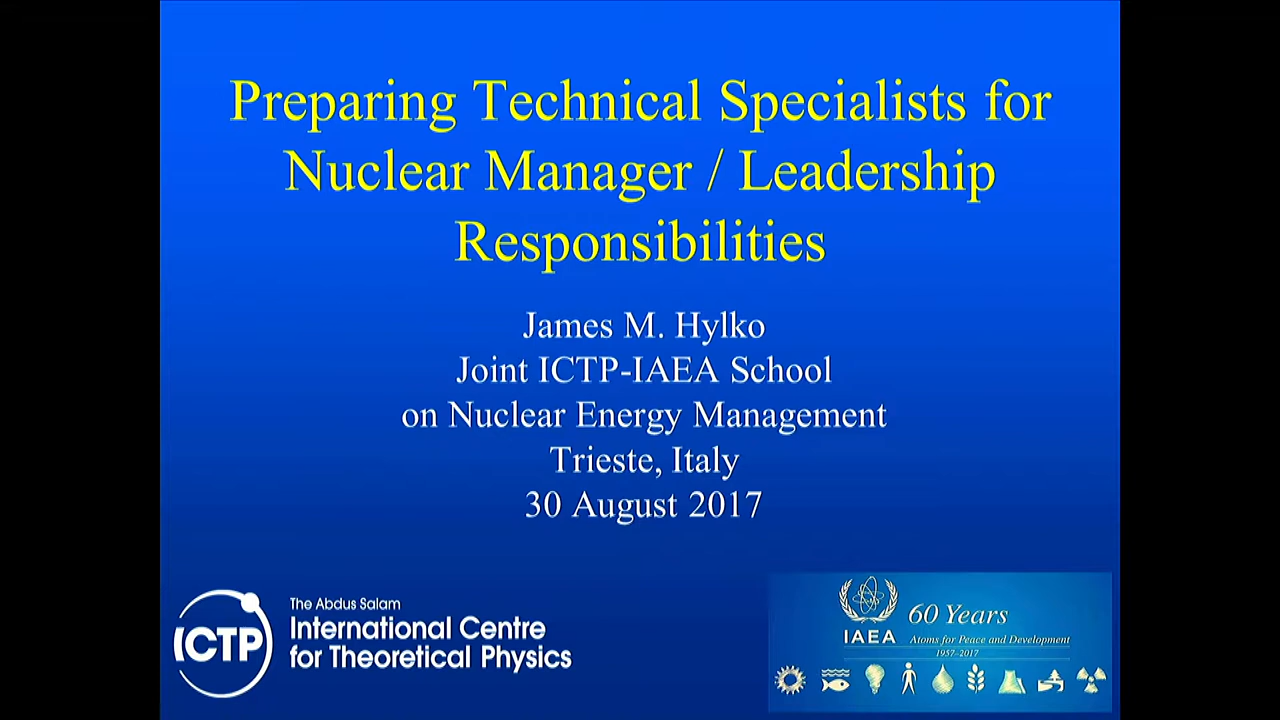 Preparing Technical Specialists for
Nuclear Manager / Leadership
Responsibilities
James M. Hylko
Joint ICTP-IAEA School
on Nuclear Energy Management
Trieste, Italy
30 August 2017
ICTP
The Abdus Salam
International Centre
for Theoretical Physics
IAEA
60 Years
Atoms for Peace and Development
1957–2017